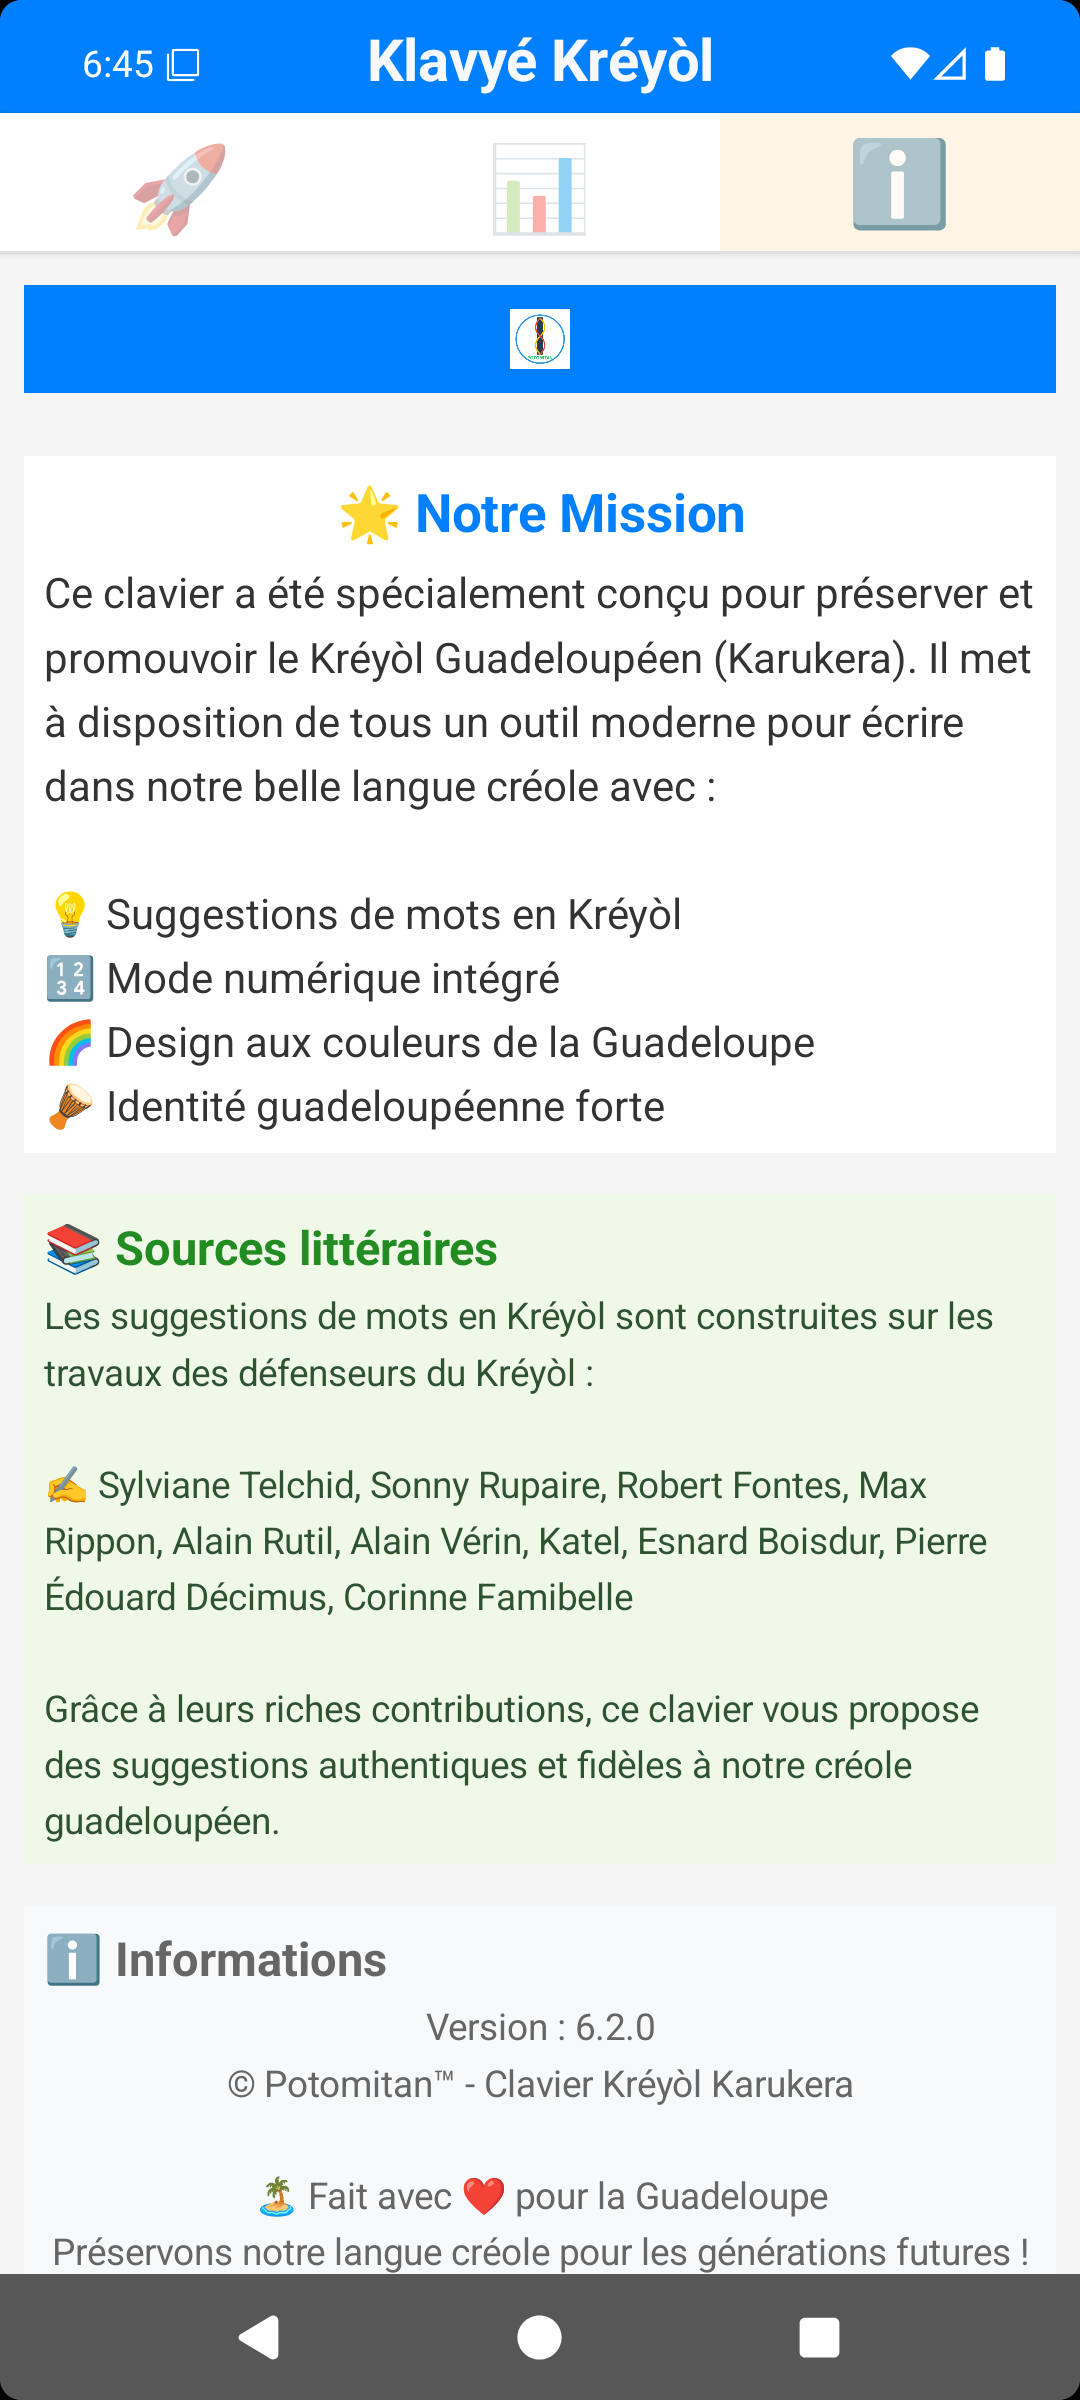 6:45
Klavyé Kréyòl
POTOMITAN
🌟 Notre Mission
Ce clavier a été spécialement conçu pour préserver et
promouvoir le Kréyòl Guadeloupéen (Karukera). Il met
à disposition de tous un outil moderne pour écrire
dans notre belle langue créole avec :
💡 Suggestions de mots en Kréyòl
🔢 Mode numérique intégré
🌈 Design aux couleurs de la Guadeloupe
🪘 Identité guadeloupéenne forte
📚 Sources littéraires
Les suggestions de mots en Kréyòl sont construites sur les
travaux des défenseurs du Kréyòl :
✍️ Sylviane Telchid, Sonny Rupaire, Robert Fontes, Max
Rippon, Alain Rutil, Alain Vérin, Katel, Esnard Boisdur, Pierre
Édouard Décimus, Corinne Famibelle
Grâce à leurs riches contributions, ce clavier vous propose
des suggestions authentiques et fidèles à notre créole
guadeloupéen.
ℹ️ Informations
Version : 6.2.0
© Potomitan™ - Clavier Kréyòl Karukera
🏝️ Fait avec ❤️ pour la Guadeloupe
Préservons notre langue créole pour les générations futures !